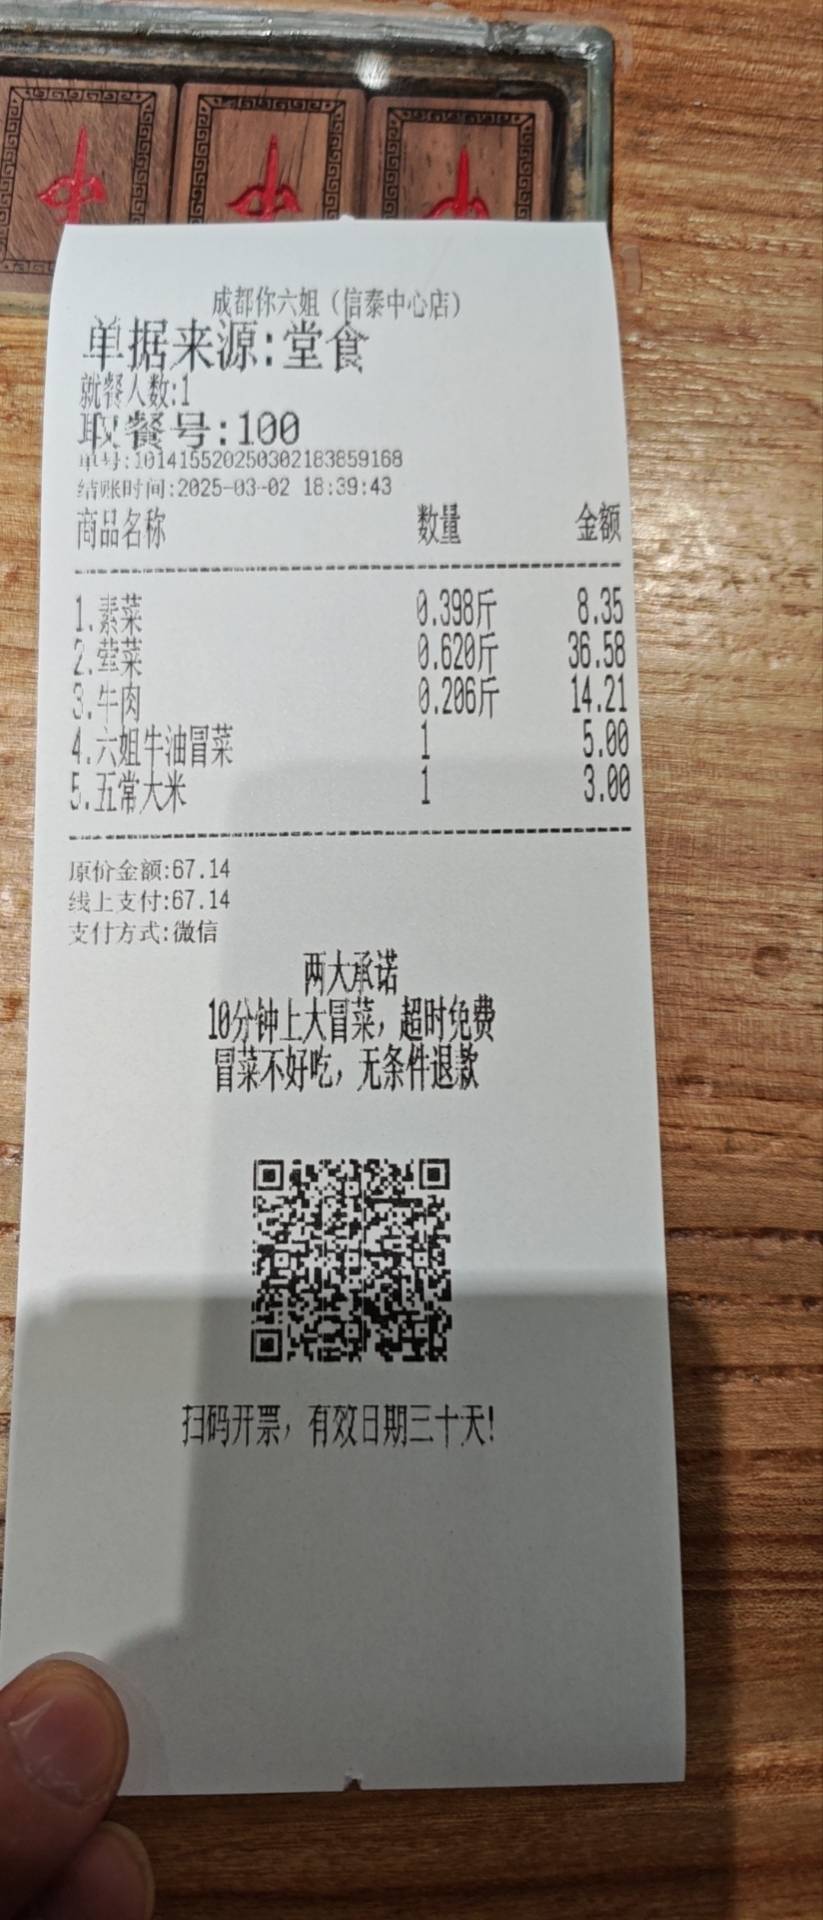 成都你六姐（信泰中心店）
单据来源:堂食
就餐人数:1
取餐号:100
单号:10141552025030218385916​8
结账时间:2025-03-02 18:39:43
商品名称 数量 金额
1.素菜 0.398斤 8.35
2.荤菜 0.620斤 36.58
3.牛肉 0.206斤 14.21
4.六姐牛油冒菜 1 5.00
5.五常大米 1 3.00
原价金额:67.14
线上支付:67.14
支付方式:微信
两大承诺
10分钟上大冒菜，超时免费
冒菜不好吃，无条件退款
扫码开票，有效日期三十天!